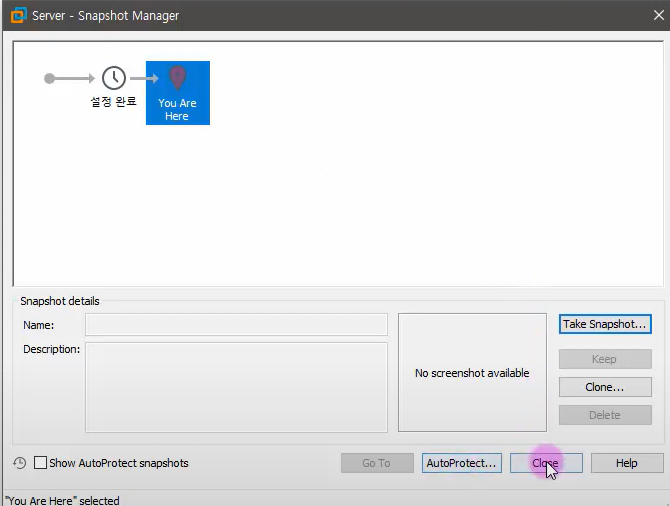 Server - Snapshot Manager
설정 완료
You Are
Here
Snapshot details
Name:
Description:
No screenshot available
Take Snapshot...
Keep
Clone...
Delete
Show AutoProtect snapshots
Go To
AutoProtect...
Close
Help
"You Are Here" selected